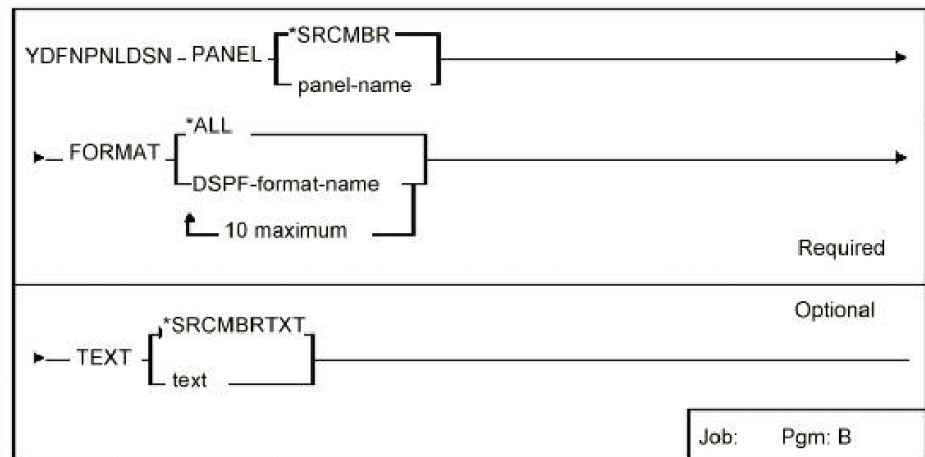 *SRCMBR
YDFNPNLDSN PANEL
panel-name
*ALL
FORMAT
DSPF-format-name
10 maximum
Required
Optional
*SRCMBRTXT
TEXT
text
Job: Pgm: B